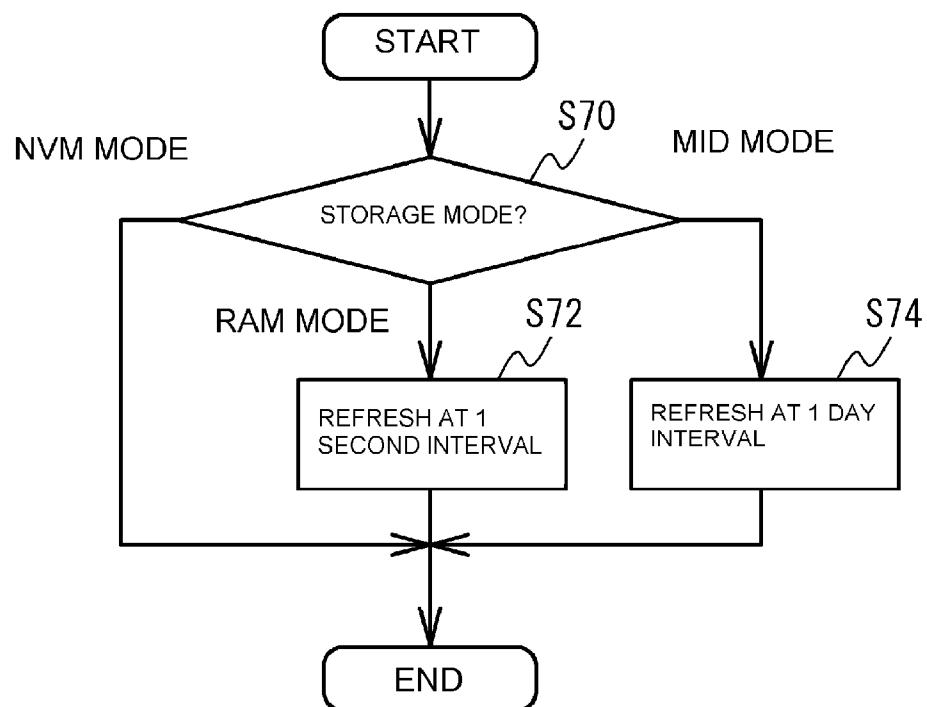 START
S70
NVM MODE
MID MODE
STORAGE MODE?
RAM MODE
S72
S74
REFRESH AT 1
SECOND INTERVAL
REFRESH AT 1 DAY
INTERVAL
END